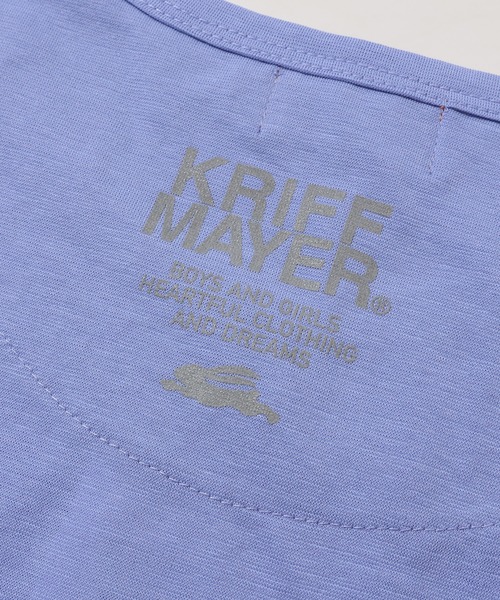 KRIFF
MAYER®
BOYS AND GIRLS
HEARTFUL CLOTHING
AND DREAMS